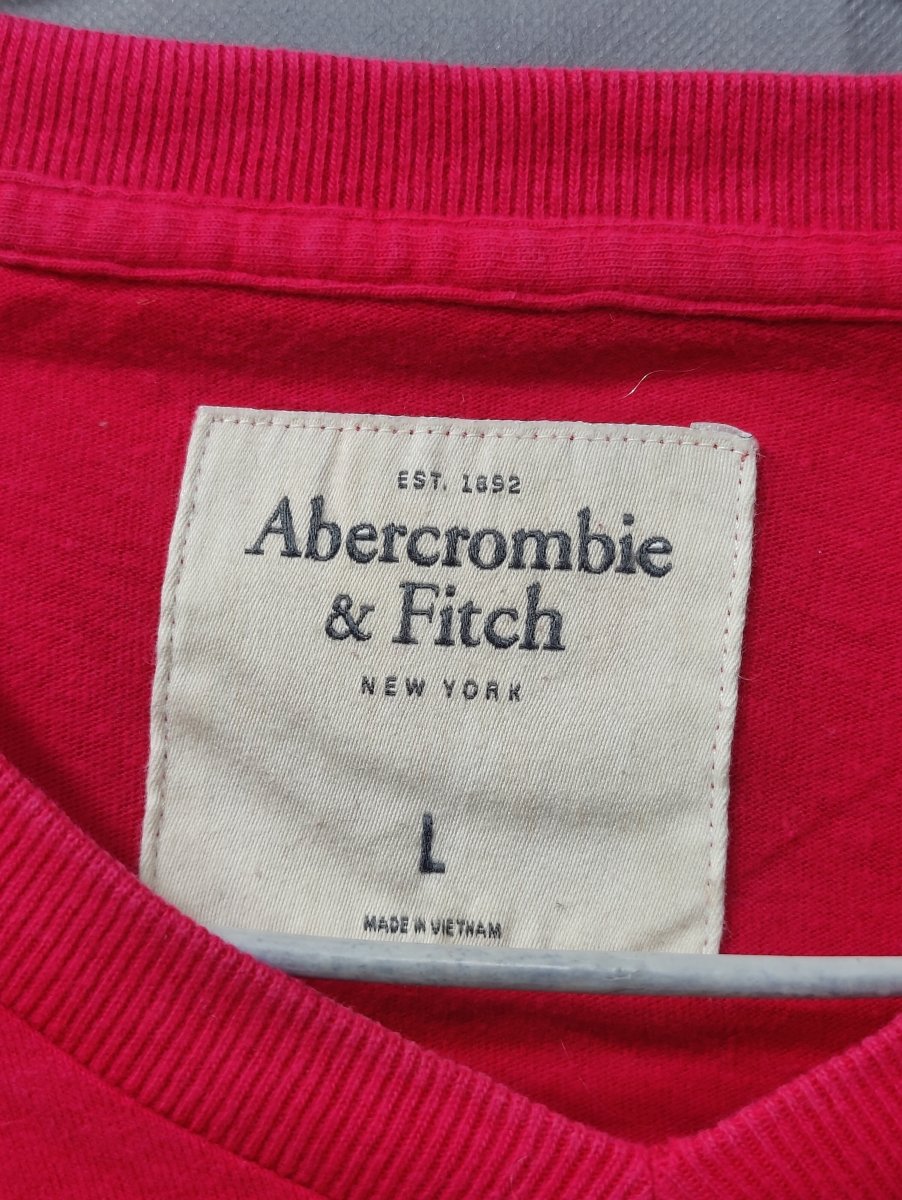 EST. 1892
Abercrombie
& Fitch
NEW YORK
L
MADE IN VIETNAM